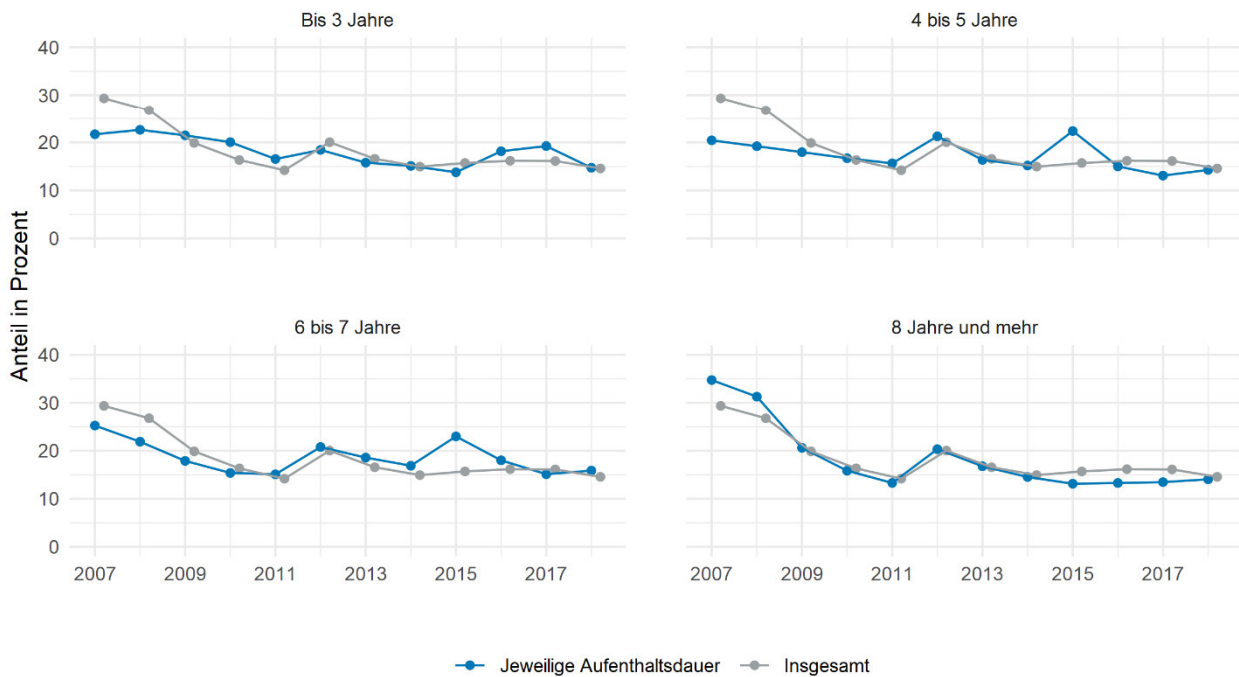 Bis 3 Jahre
4 bis 5 Jahre
40
30
20
10
0
Anteil in Prozent
6 bis 7 Jahre
8 Jahre und mehr
40
30
20
10
0
2007 2009 2011 2013 2015 2017
2007 2009 2011 2013 2015 2017
Jeweilige Aufenthaltsdauer Insgesamt